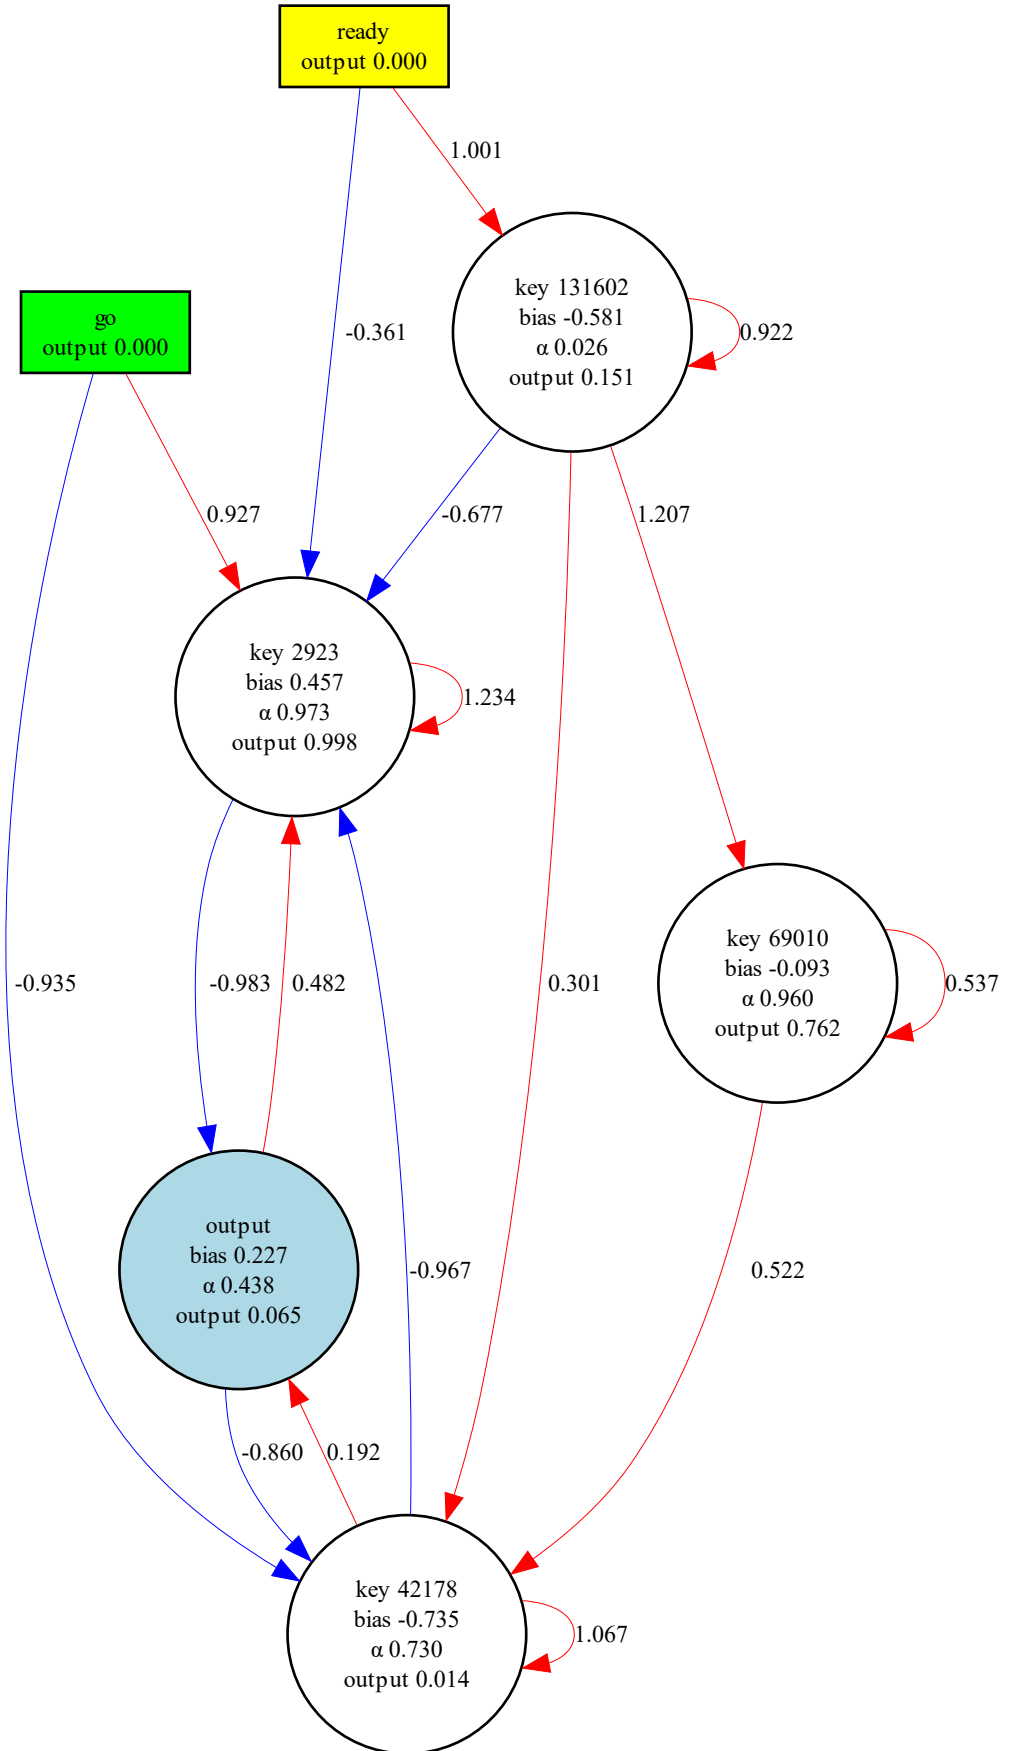 ready
output 0.000
1.001
key 131602
bias -0.581
α 0.026
output 0.151
0.922
go
output 0.000
-0.361
0.927
-0.677
1.207
key 2923
bias 0.457
α 0.973
output 0.998
1.234
key 69010
bias -0.093
α 0.960
output 0.762
0.537
-0.935
-0.983
0.482
0.301
output
bias 0.227
α 0.438
output 0.065
-0.967
0.522
-0.860
0.192
key 42178
bias -0.735
α 0.730
output 0.014
1.067